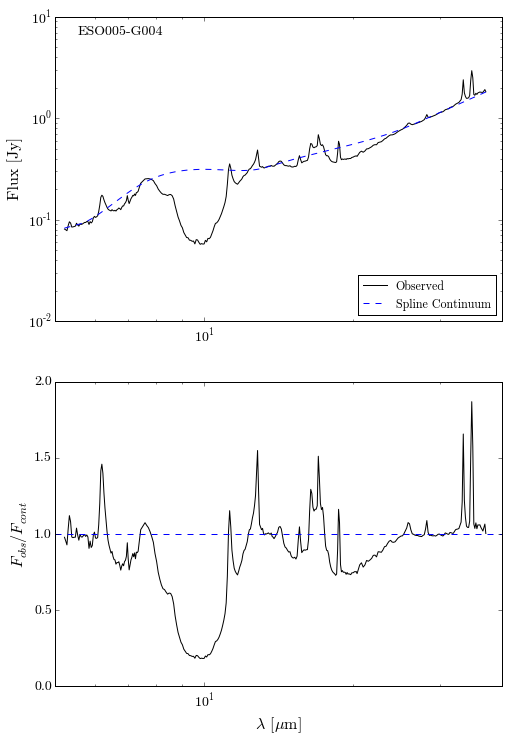 10^1
ESO005-G004
10^0
Flux [Jy]
10^-1
Observed
Spline Continuum
10^-2
10^1
2.0
1.5
F_obs/F_cont
1.0
0.5
0.0
10^1
λ [μm]